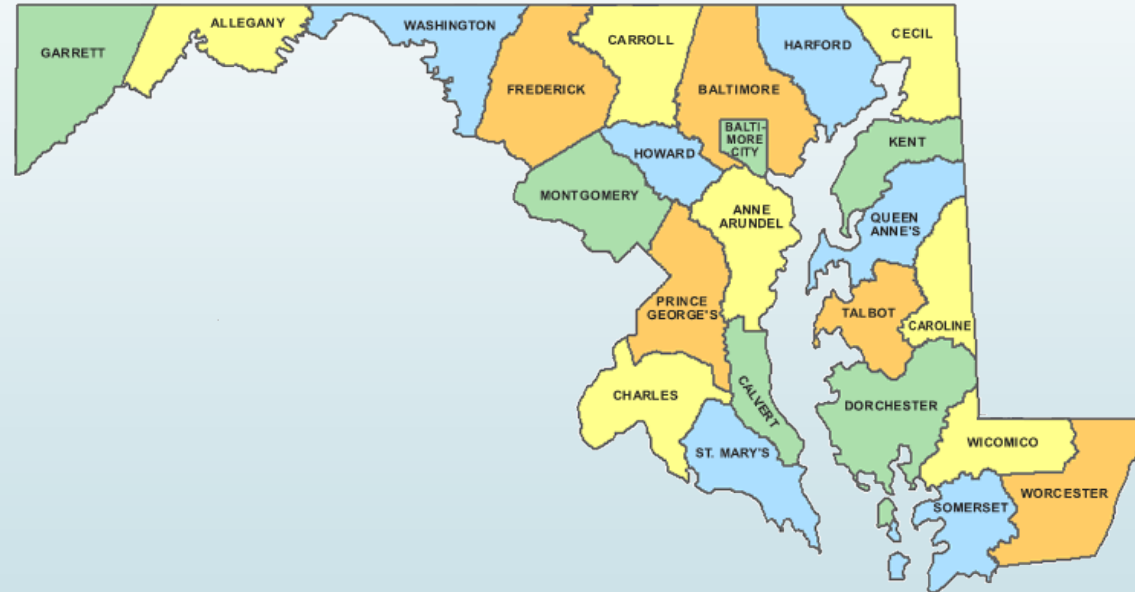 GARRETT
ALLEGANY
WASHINGTON
FREDERICK
CARROLL
BALTIMORE
BALTI-
MORE
CITY
HARFORD
CECIL
KENT
HOWARD
MONTGOMERY
ANNE
ARUNDEL
QUEEN
ANNE'S
PRINCE
GEORGE'S
TALBOT
CAROLINE
CHARLES
CALVERT
DORCHESTER
ST. MARY'S
WICOMICO
SOMERSET
WORCESTER